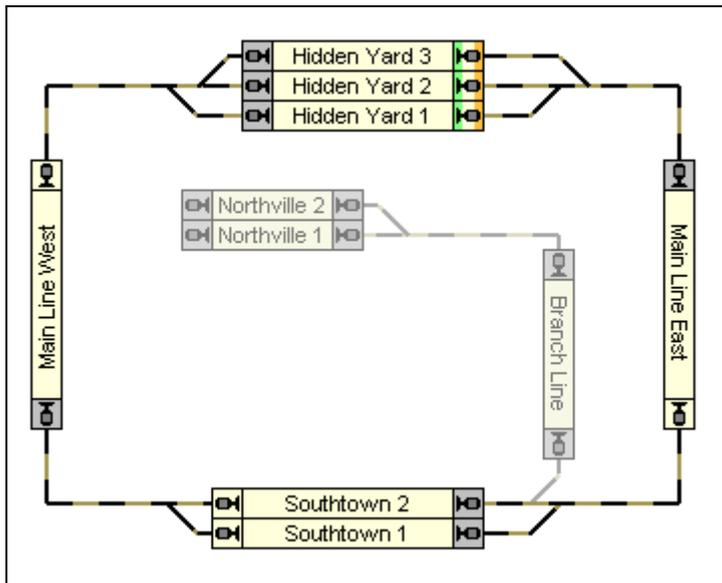 Hidden Yard 3
Hidden Yard 2
Hidden Yard 1
Northville 2
Northville 1
Main Line West
Branch Line
Main Line East
Southtown 2
Southtown 1